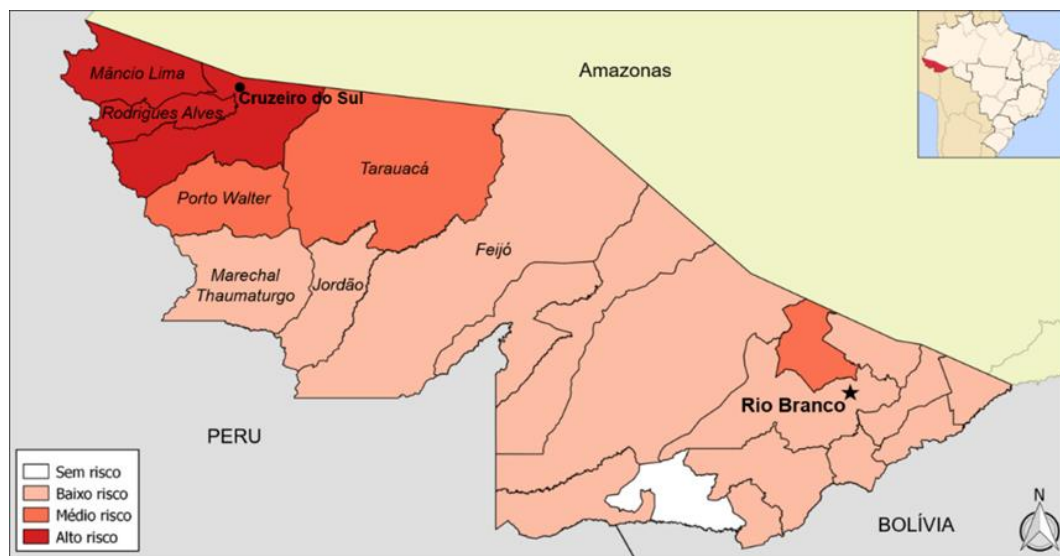 Amazonas
Mâncio Lima
Cruzeiro do Sul
Rodrigues Alves
Tarauacá
Porto Walter
Feijó
Marechal
Thaumaturgo
Jordão
Rio Branco
PERU
BOLÍVIA
Sem risco
Baixo risco
Médio risco
Alto risco
N